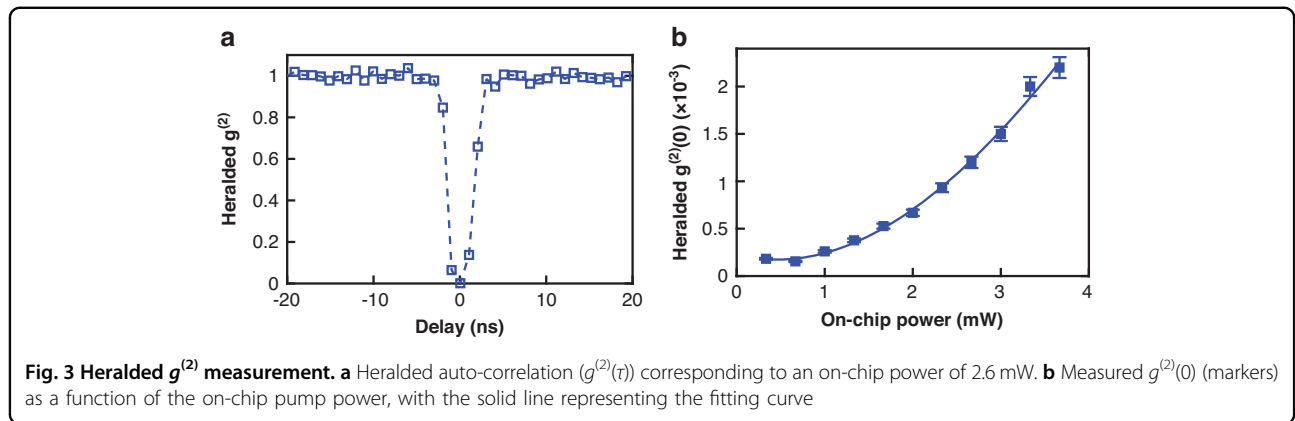 a
1
0.8
0.6
0.4
0.2
0
Heralded g(2)
-20 -10 0 10 20
Delay (ns)
b
2
1.5
1
0.5
0
Heralded g(2)(0) (×10-3)
0 1 2 3 4
On-chip power (mW)
Fig. 3 Heralded g(2) measurement. a Heralded auto-correlation (g(2)(τ)) corresponding to an on-chip power of 2.6 mW. b Measured g(2)(0) (markers)
as a function of the on-chip pump power, with the solid line representing the fitting curve